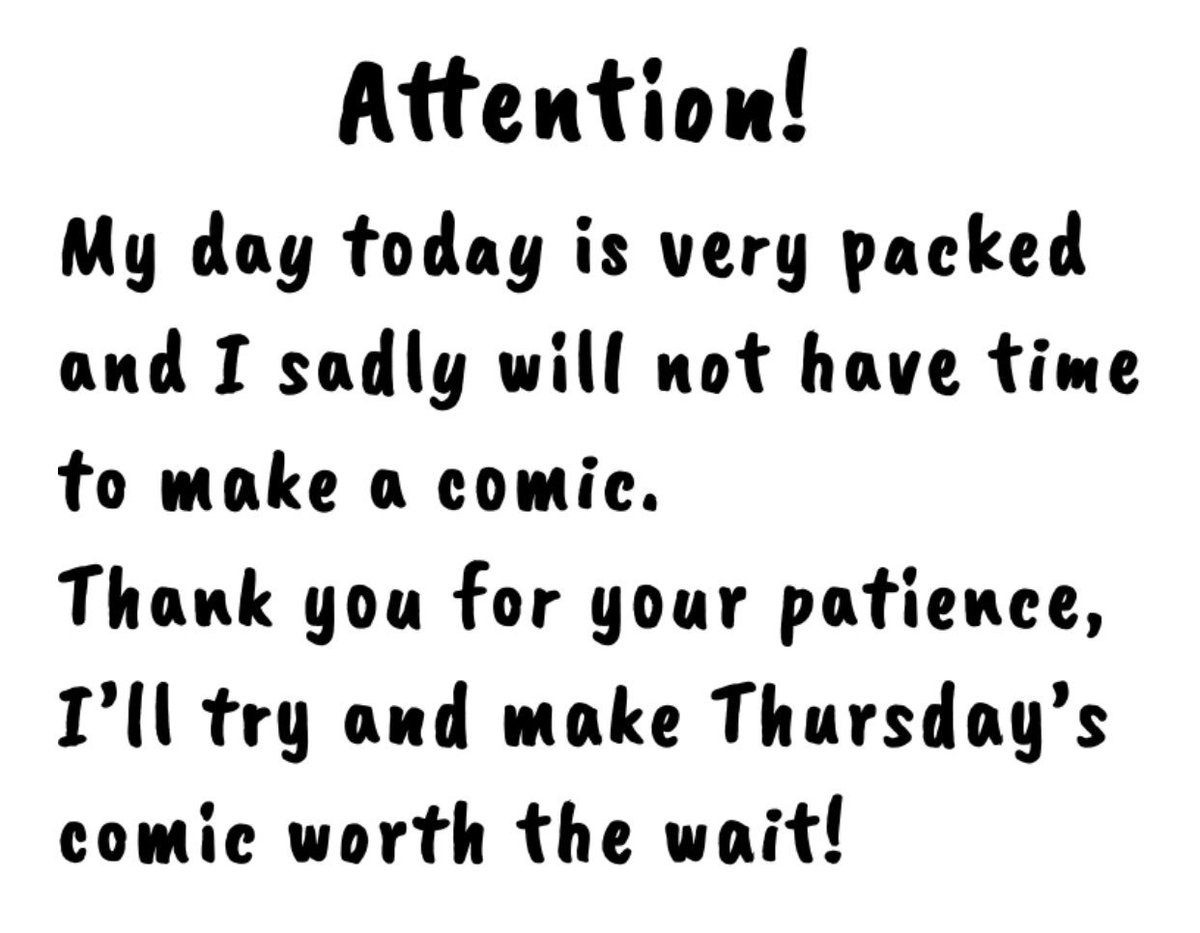 Attention!
My day today is very packed
and I sadly will not have time
to make a comic.
Thank you for your patience,
I’ll try and make Thursday’s
comic worth the wait!